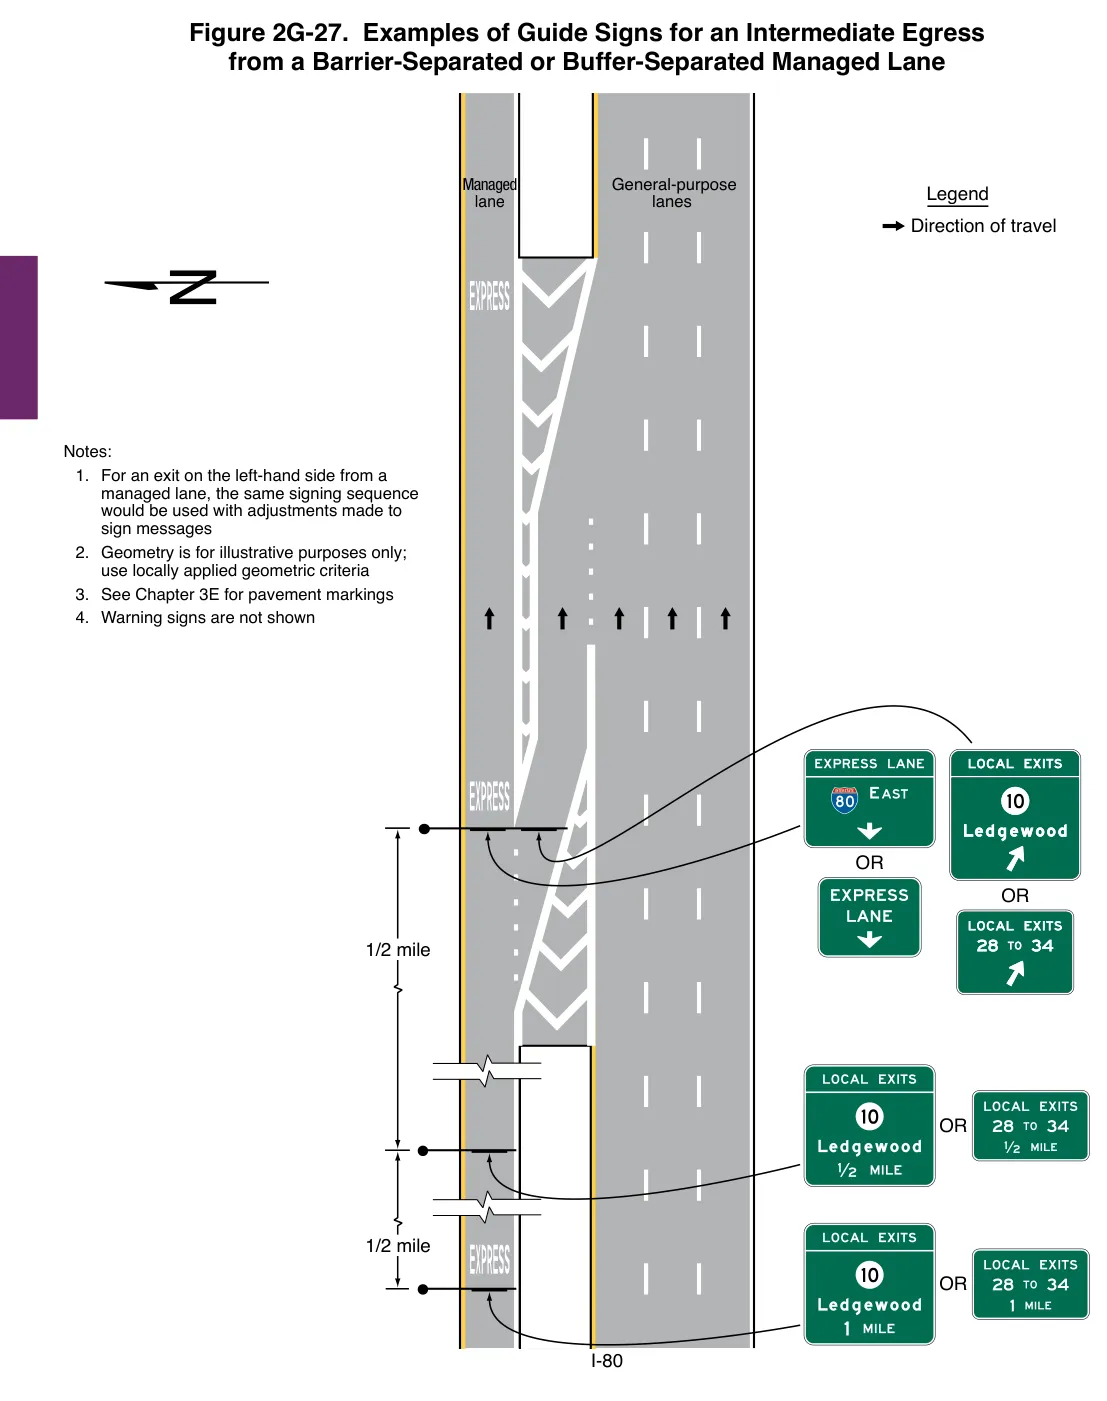 Figure 2G-27.  Examples of Guide Signs for an Intermediate Egress
from a Barrier-Separated or Buffer-Separated Managed Lane
Managed
lane
General-purpose
lanes
Legend
Direction of travel
N
EXPRESS
Notes:
1. For an exit on the left-hand side from a
managed lane, the same signing sequence
would be used with adjustments made to
sign messages
2. Geometry is for illustrative purposes only;
use locally applied geometric criteria
3. See Chapter 3E for pavement markings
4. Warning signs are not shown
EXPRESS
EXPRESS LANE
INTERSTATE
80 EAST
OR
EXPRESS
LANE
LOCAL EXITS
10
Ledgewood
OR
LOCAL EXITS
28 TO 34
1/2 mile
LOCAL EXITS
10
Ledgewood
1/2 MILE
OR
LOCAL EXITS
28 TO 34
1/2 MILE
1/2 mile
EXPRESS
LOCAL EXITS
10
Ledgewood
1 MILE
OR
LOCAL EXITS
28 TO 34
1 MILE
I-80